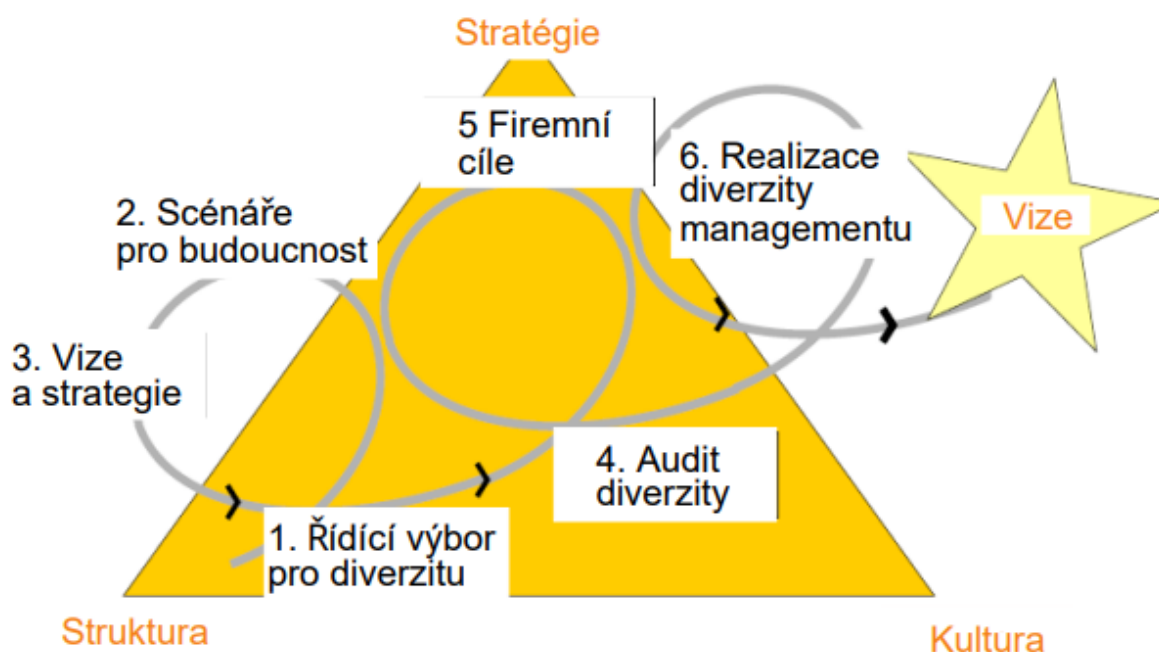 Stratégie
5 Firemní
cíle
6. Realizace
diverzity
managementu
Vize
2. Scénáře
pro budoucnost
3. Vize
a strategie
4. Audit
diverzity
1. Řídící výbor
pro diverzitu
Struktura
Kultura